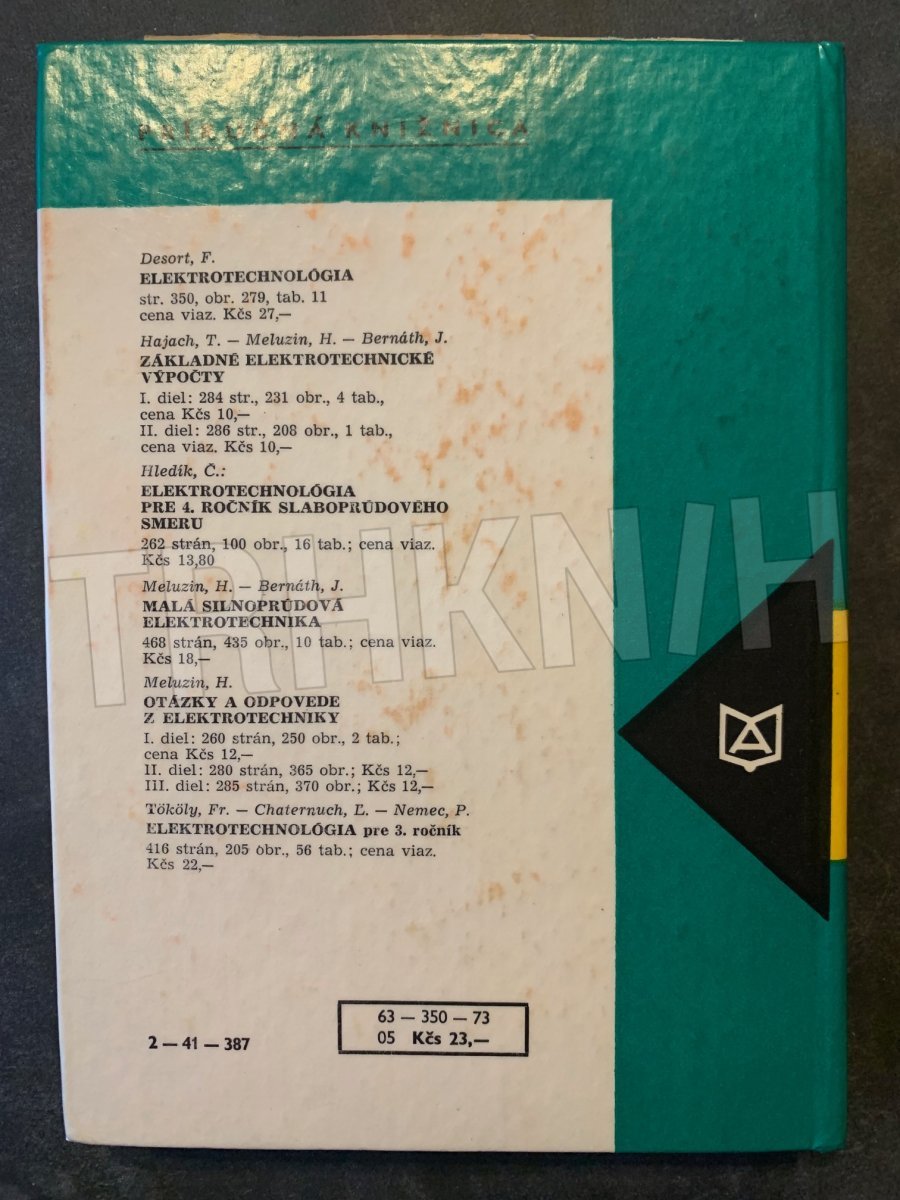 PRÍRUČNÁ KNIŽNICA
Desort, F.
ELEKTROTECHNOLÓGIA
str. 350, obr. 279, tab. 11
cena viaz. Kčs 27,—
Hajach, T. — Meluzin, H. — Bernáth, J.
ZÁKLADNÉ ELEKTROTECHNICKÉ
VÝPOČTY
I. diel: 284 str., 231 obr., 4 tab.,
cena Kčs 10,—
II. diel: 286 str., 208 obr., 1 tab.,
cena viaz. Kčs 10,—
Hledík, Č.:
ELEKTROTECHNOLÓGIA
PRE 4. ROČNÍK SLABOPRÚDOVÉHO
SMERU
262 strán, 100 obr., 16 tab.; cena viaz.
Kčs 13,80
Meluzin, H. — Bernáth, J.
MALÁ SILNOPRÚDOVÁ
ELEKTROTECHNIKA
468 strán, 435 obr., 10 tab.; cena viaz.
Kčs 18,—
Meluzin, H.
OTÁZKY A ODPOVEDE
Z ELEKTROTECHNIKY
I. diel: 260 strán, 250 obr., 2 tab.;
cena Kčs 12,—
II. diel: 280 strán, 365 obr.; Kčs 12,—
III. diel: 285 strán, 370 obr.; Kčs 12,—
Tököly, Fr. — Chaternuch, Ľ. — Nemec, P.
ELEKTROTECHNOLÓGIA pre 3. ročník
416 strán, 205 obr., 56 tab.; cena viaz.
Kčs 22,—
63 — 350 — 73
05 Kčs 23,—
2 — 41 — 387
A
TRHKNIH